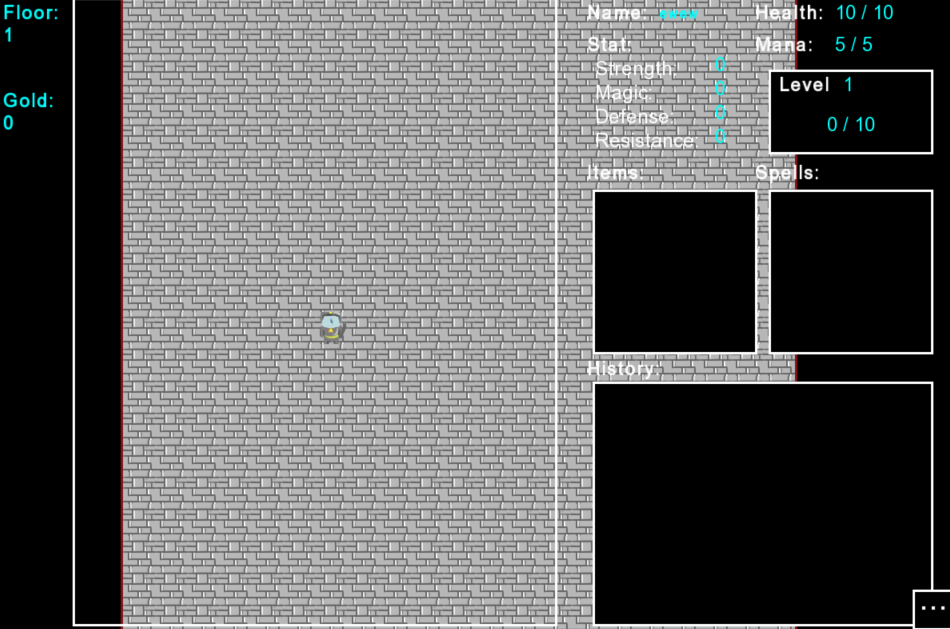 Floor:
1
Gold:
0
Name: wwww
Health: 10 / 10
Stat:
Mana: 5 / 5
Strength: 0
Magic: 0
Defense: 0
Resistance: 0
Level 1
0 / 10
Items:
Spells:
History:
...